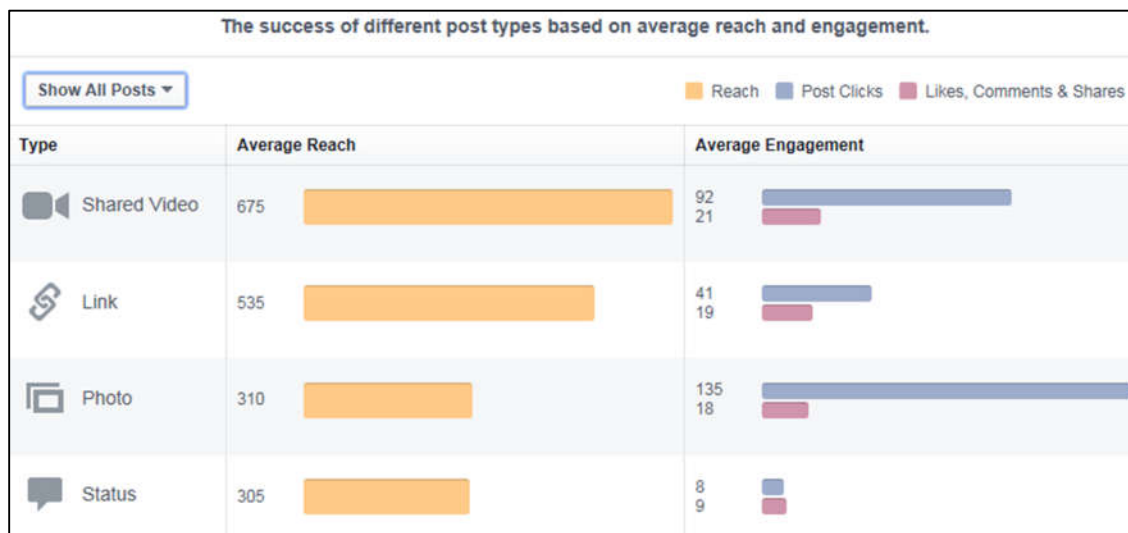 The success of different post types based on average reach and engagement.
Show All Posts
Reach Post Clicks Likes, Comments & Shares
Type Average Reach Average Engagement
Shared Video 675 92
21
Link 535 41
19
Photo 310 135
18
Status 305 8
9